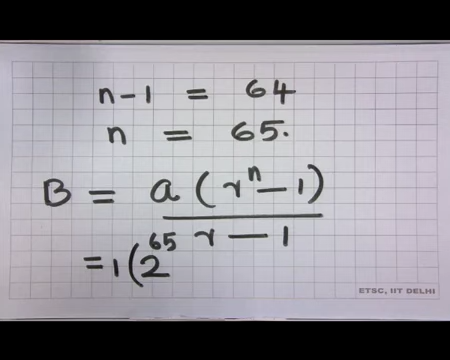 n - 1 = 64
n = 65.
B = a (r^n - 1) / r - 1
= 1 (2^65
ETSC, IIT DELHI